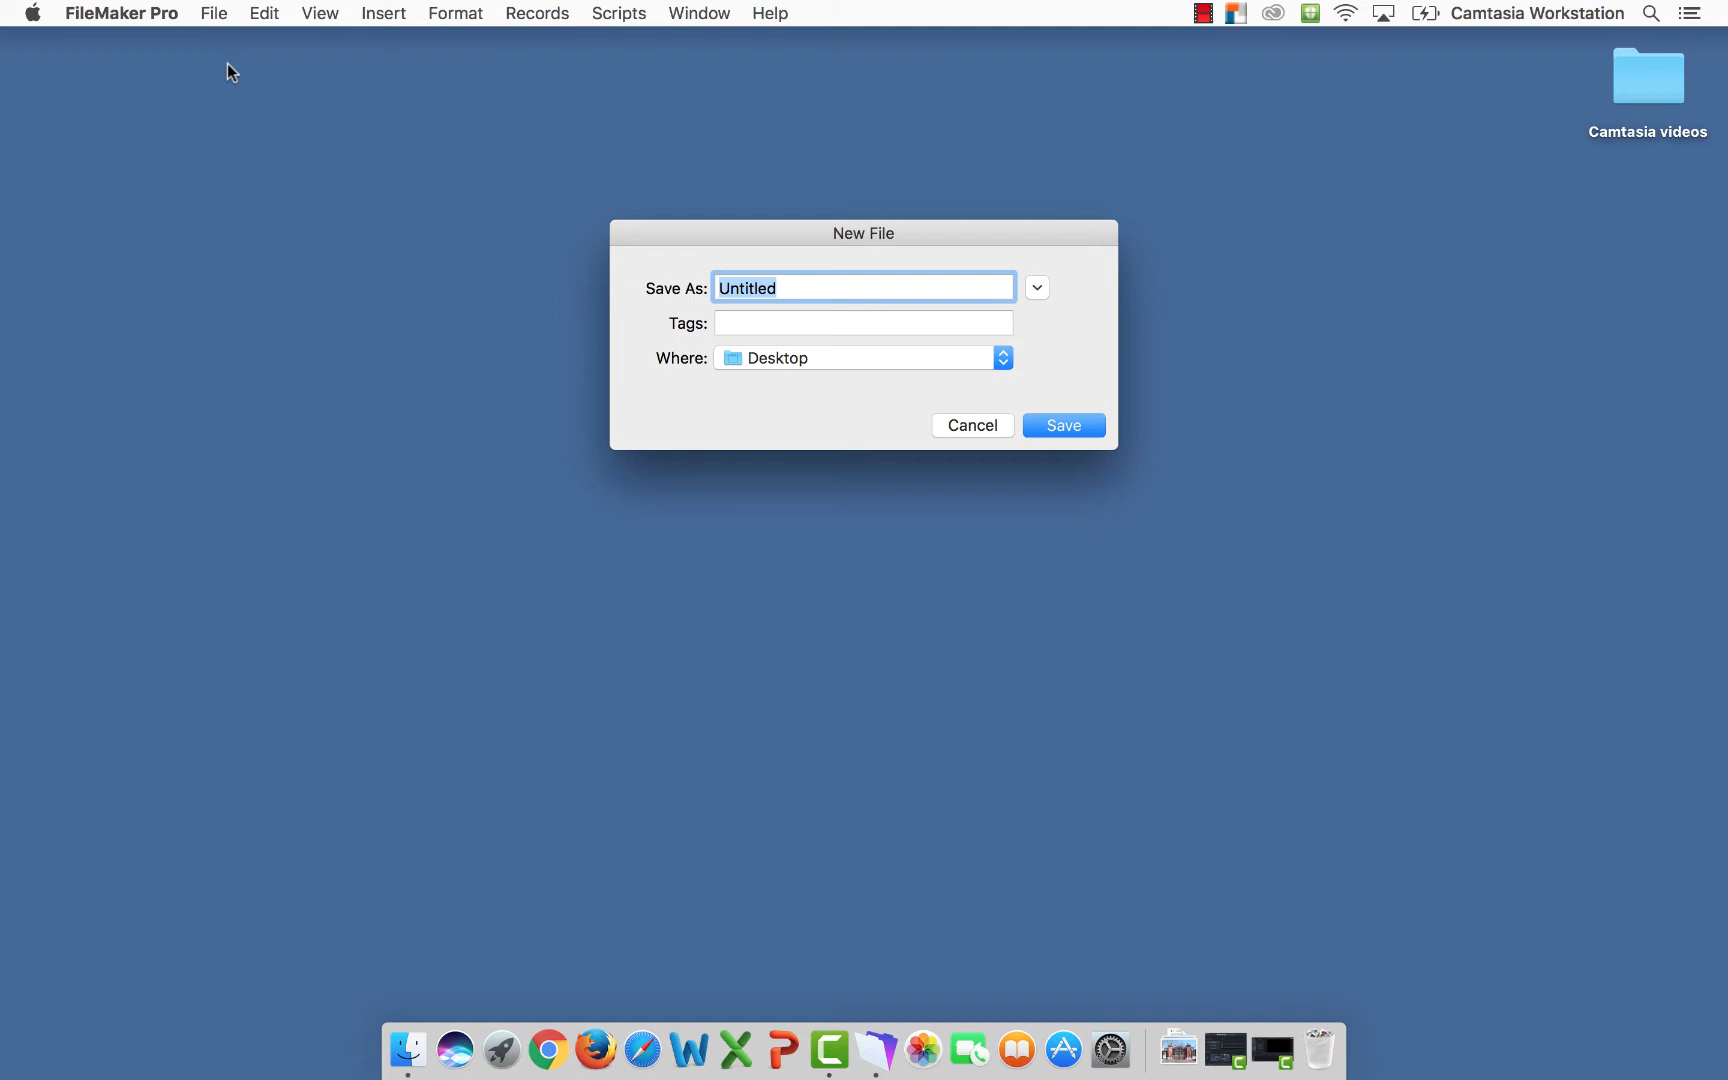 FileMaker Pro File Edit View Insert Format Records Scripts Window Help Camtasia Workstation
Camtasia videos
New File
Save As: Untitled
Tags:
Where: Desktop
Cancel Save